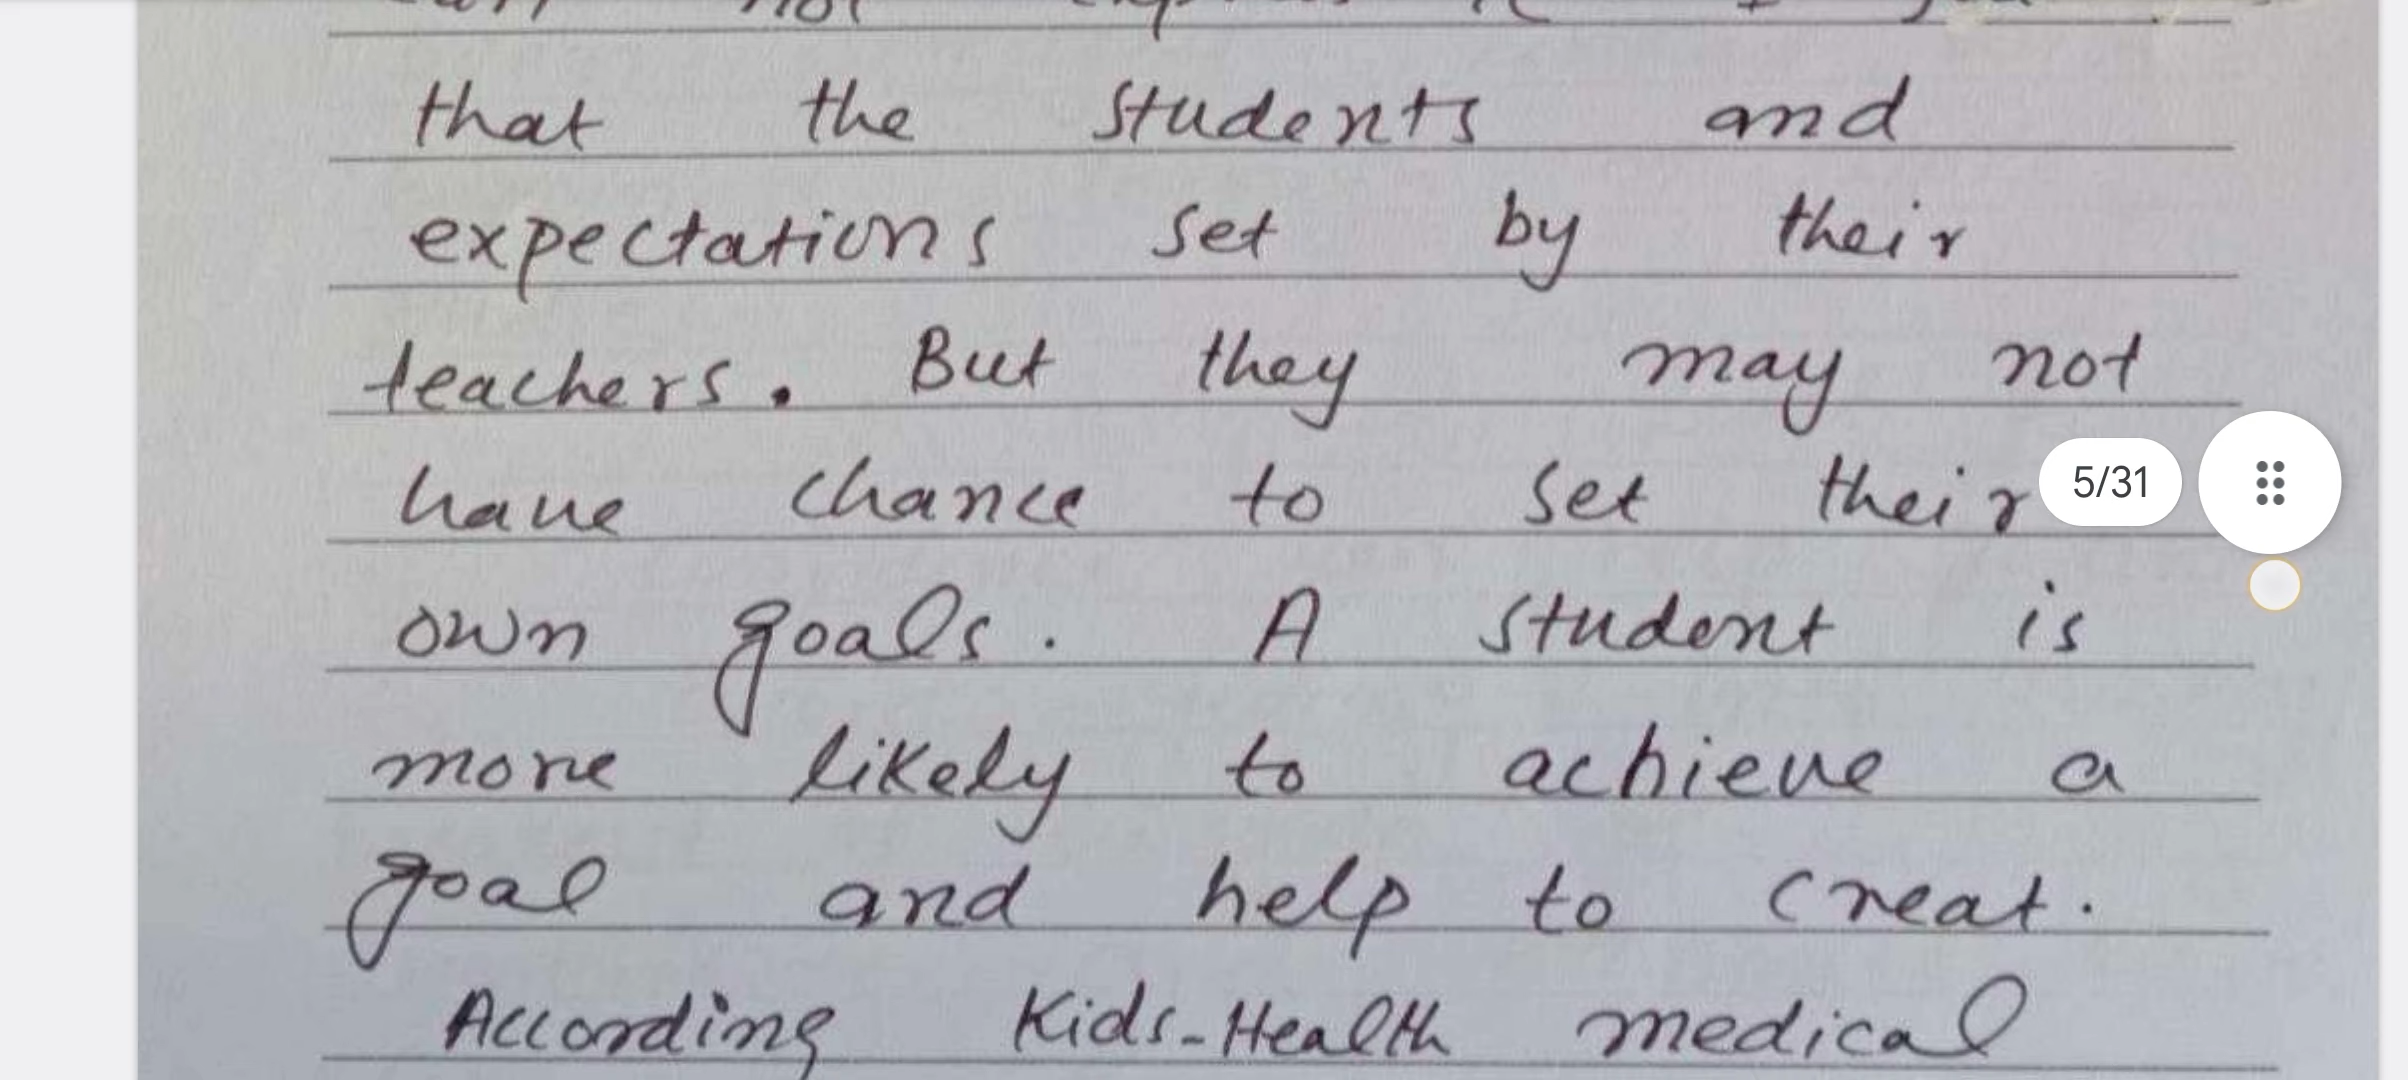 that the students and
expectations set by their
teachers. But they may not
have chance to set their
5/31
own goals. A student is
more likely to achieve a
goal and help to creat.
According Kids-Health medical